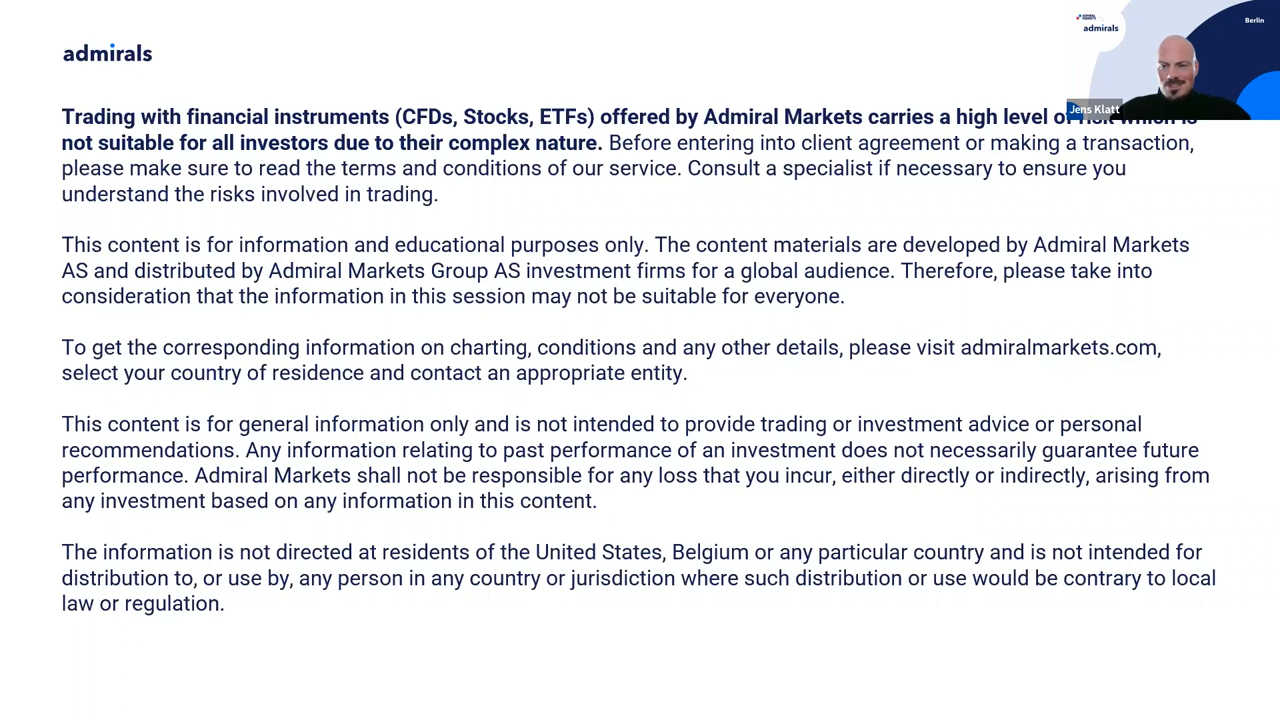 admirals
ADMIRAL MARKETS
admirals
Berlin
Jens Klatt
Trading with financial instruments (CFDs, Stocks, ETFs) offered by Admiral Markets carries a high level of risk which is
not suitable for all investors due to their complex nature. Before entering into client agreement or making a transaction,
please make sure to read the terms and conditions of our service. Consult a specialist if necessary to ensure you
understand the risks involved in trading.
This content is for information and educational purposes only. The content materials are developed by Admiral Markets
AS and distributed by Admiral Markets Group AS investment firms for a global audience. Therefore, please take into
consideration that the information in this session may not be suitable for everyone.
To get the corresponding information on charting, conditions and any other details, please visit admiralmarkets.com,
select your country of residence and contact an appropriate entity.
This content is for general information only and is not intended to provide trading or investment advice or personal
recommendations. Any information relating to past performance of an investment does not necessarily guarantee future
performance. Admiral Markets shall not be responsible for any loss that you incur, either directly or indirectly, arising from
any investment based on any information in this content.
The information is not directed at residents of the United States, Belgium or any particular country and is not intended for
distribution to, or use by, any person in any country or jurisdiction where such distribution or use would be contrary to local
law or regulation.